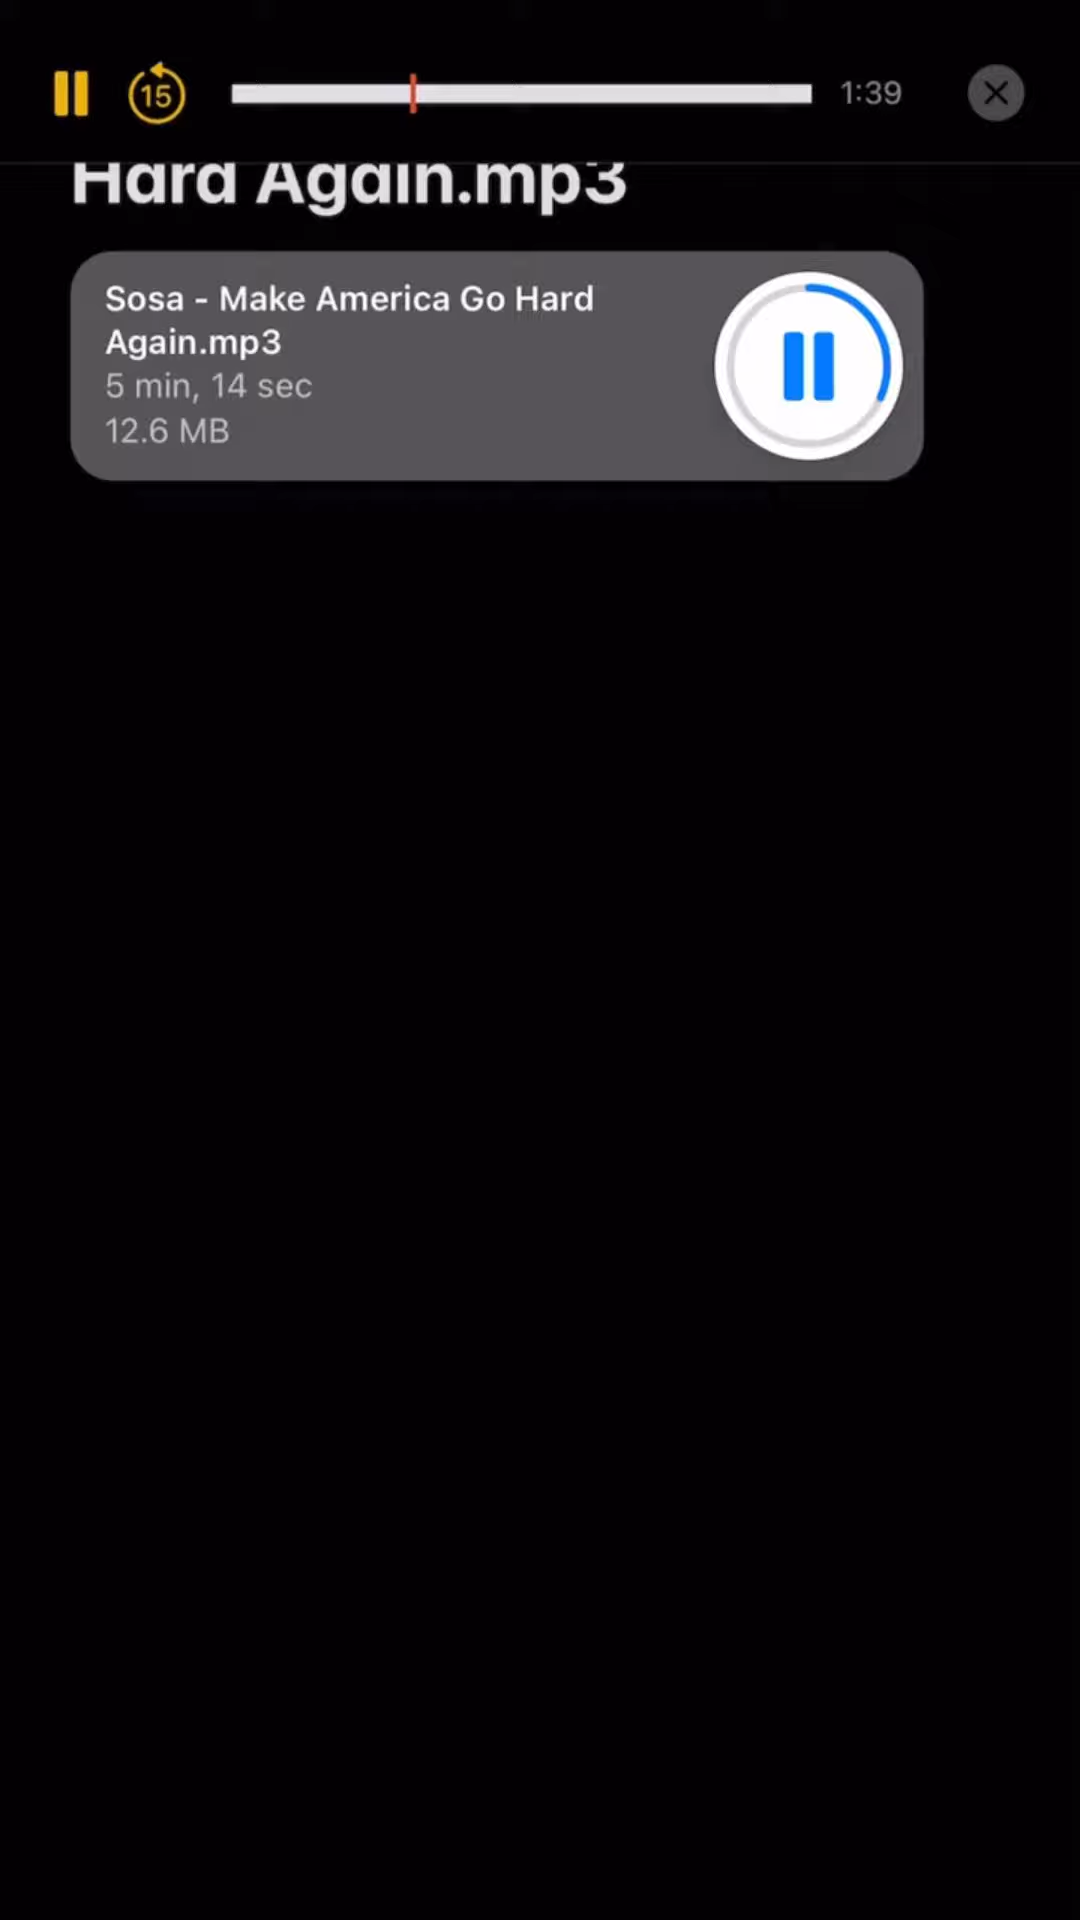 15
1:39
Hard Again.mp3
Sosa - Make America Go Hard
Again.mp3
5 min, 14 sec
12.6 MB